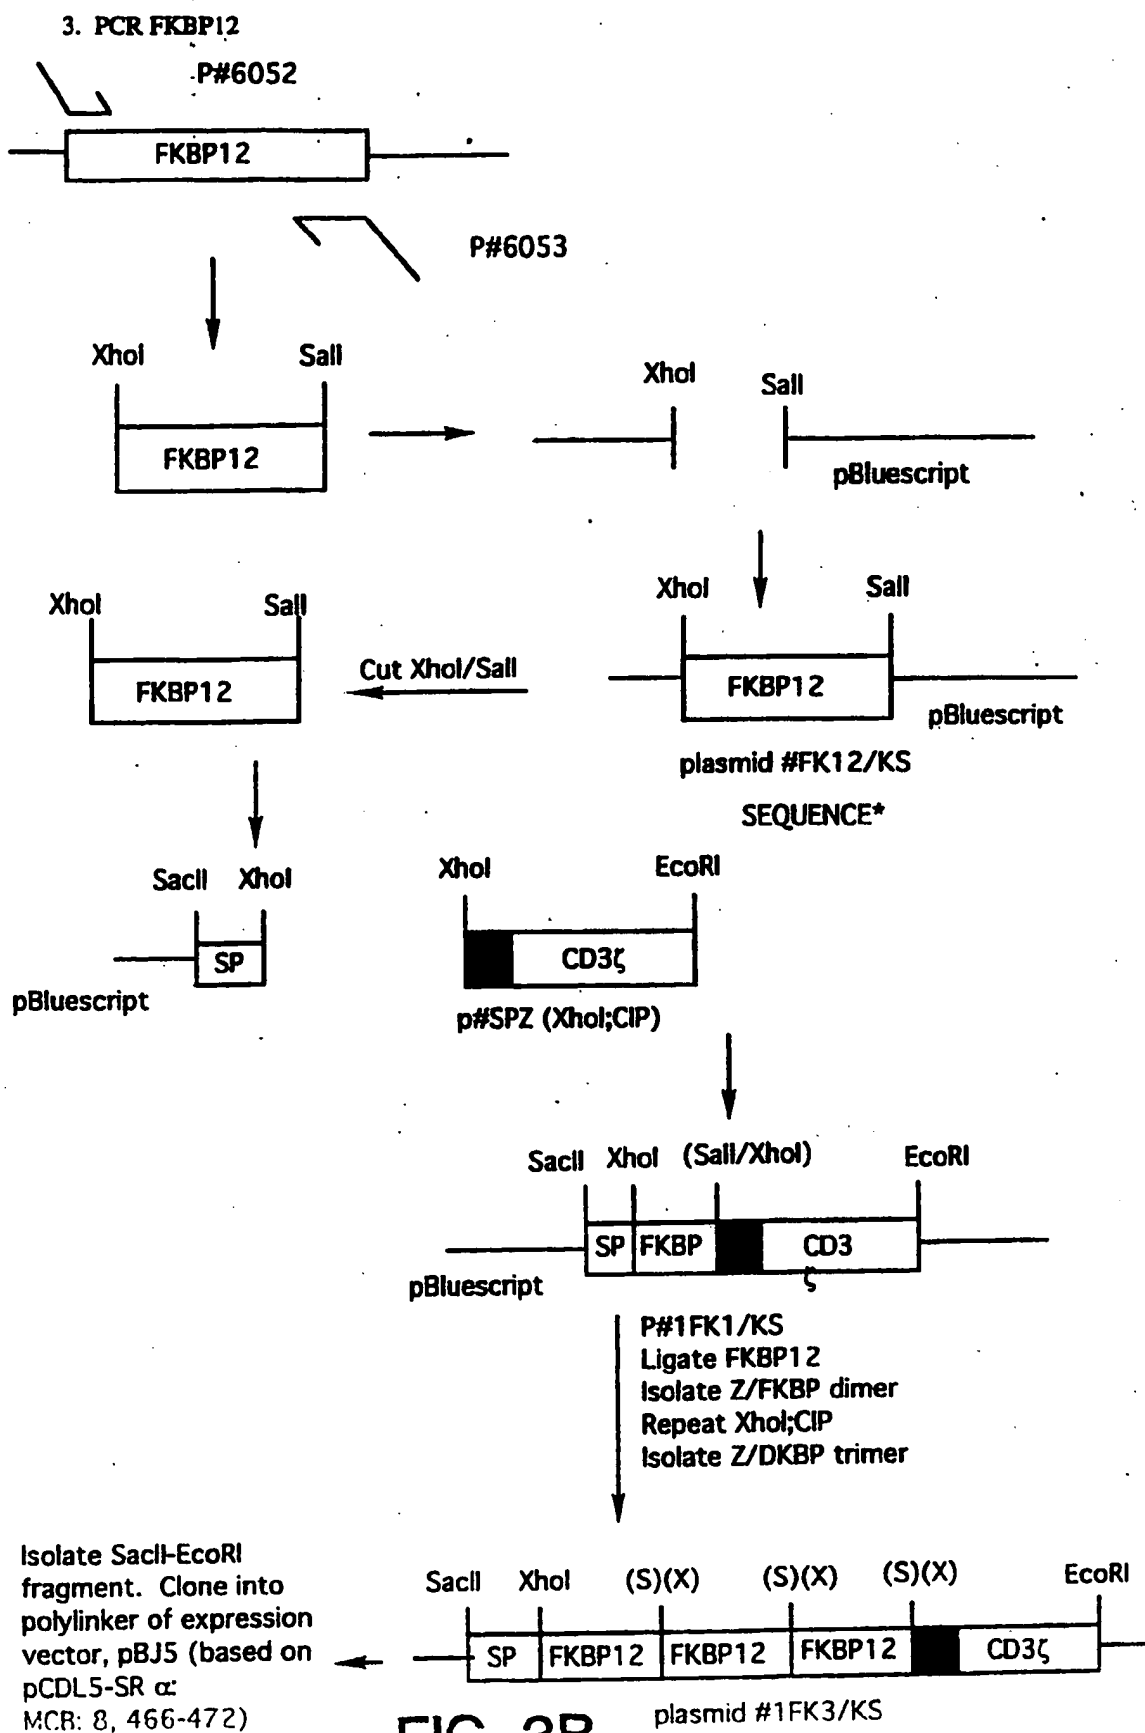 3. PCR FKBP12
P#6052
FKBP12
P#6053
XhoI SalI
FKBP12
XhoI SalI
pBluescript
XhoI SalI
FKBP12
pBluescript
plasmid #FK12/KS
SEQUENCE*
Cut XhoI/SalI
XhoI SalI
FKBP12
SacII XhoI
SP
pBluescript
XhoI EcoRI
CD3ζ
p#SPZ (XhoI;CIP)
SacII XhoI (SalI/XhoI) EcoRI
SP FKBP CD3
ζ
pBluescript
P#1FK1/KS
Ligate FKBP12
Isolate Z/FKBP dimer
Repeat XhoI;CIP
Isolate Z/DKBP trimer
SacII XhoI (S)(X) (S)(X) (S)(X) EcoRI
SP FKBP12 FKBP12 FKBP12 CD3ζ
plasmid #1FK3/KS
Isolate SacII-EcoRI
fragment. Clone into
polylinker of expression
vector, pBJ5 (based on
pCDL5-SR α:
MCB: 8, 466-472)